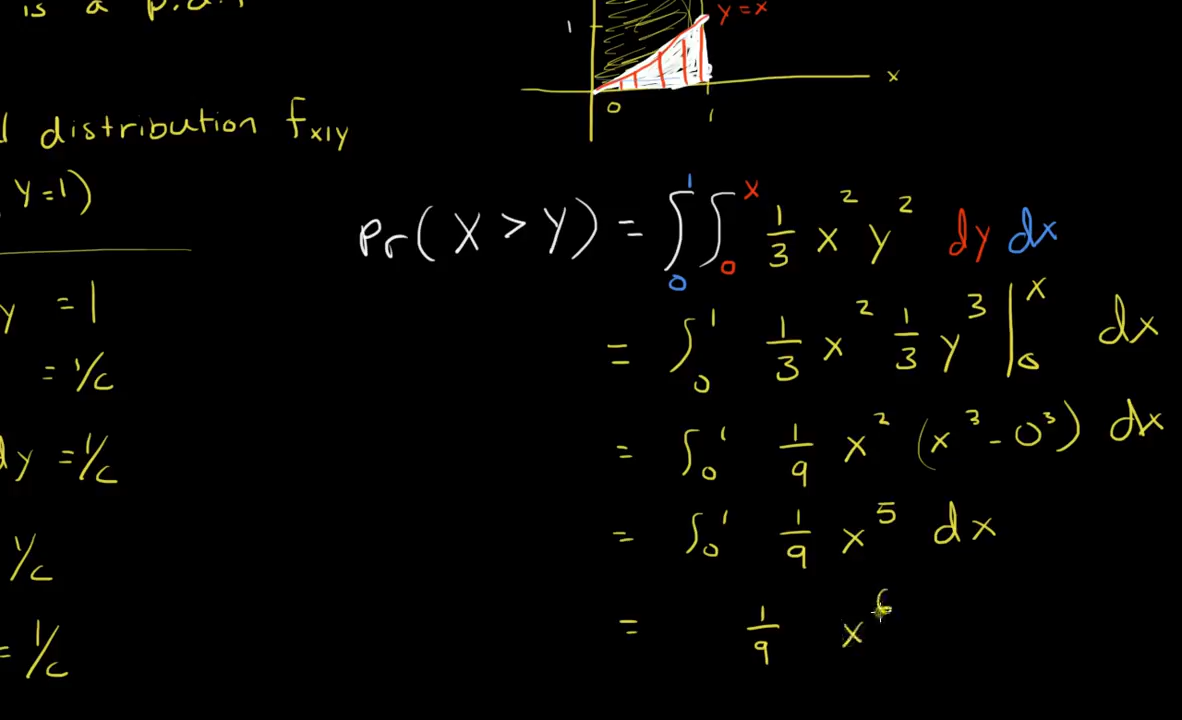 is a p.d.f
y = x
1
x
0
1
distribution f_{X|Y}
Y=1)
Pr(X > Y) = ∫_0^1 ∫_0^x 1/3 x^2 y^2 dy dx
y = 1
= ∫_0^1 1/3 x^2 1/3 y^3 |_0^x dx
= 1/c
= ∫_0^1 1/9 x^2 (x^3 - 0^3) dx
dy = 1/c
= ∫_0^1 1/9 x^5 dx
1/c
= 1/9 x^6
= 1/c